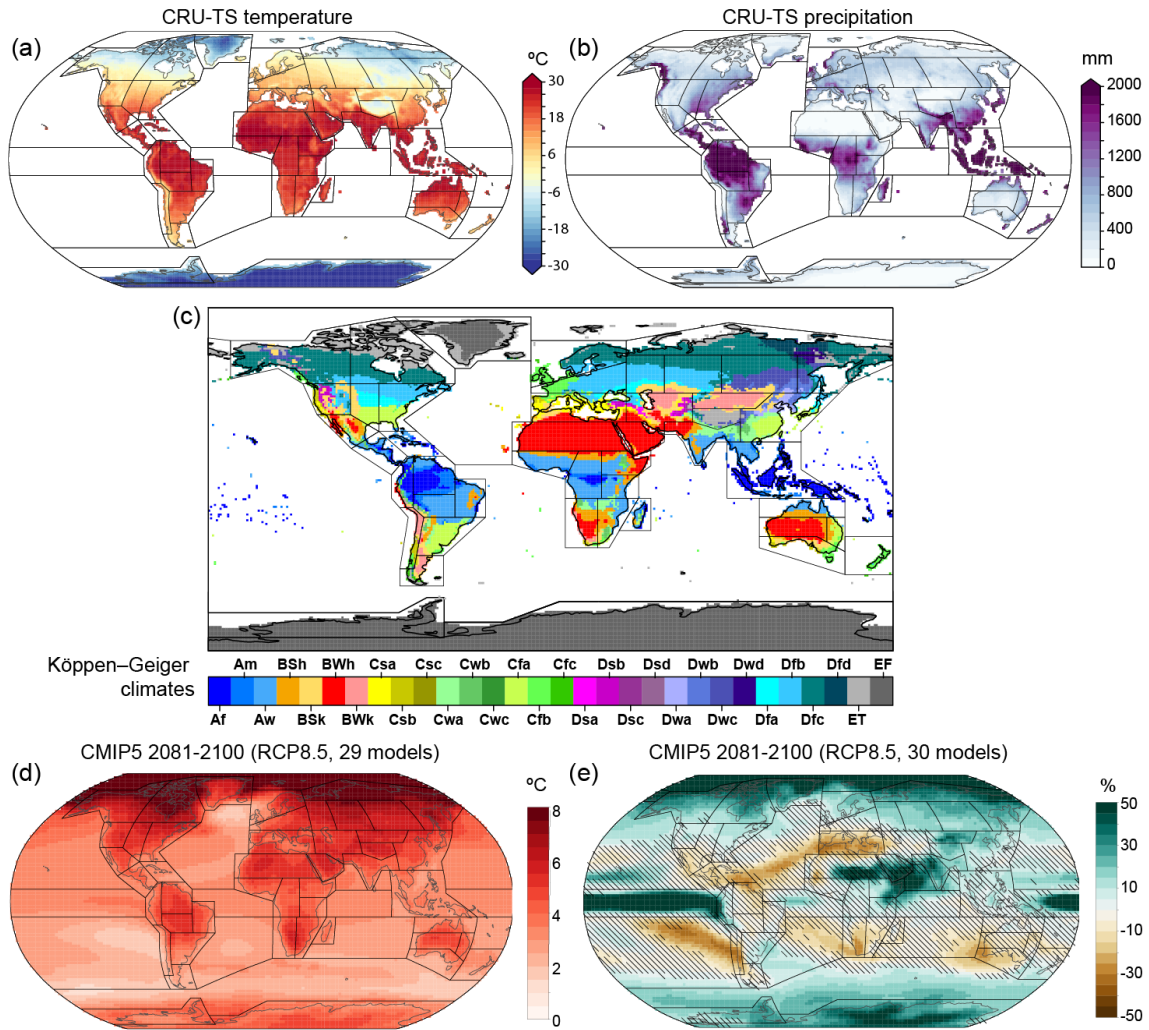 CRU-TS temperature
CRU-TS precipitation
(a)
ºC
30
18
6
-6
-18
-30
(b)
mm
2000
1600
1200
800
400
0
(c)
Köppen–Geiger
climates
Am BSh BWh Csa Csc Cwb Cfa Cfc Dsb Dsd Dwb Dwd Dfb Dfd EF
Af Aw BSk BWk Csb Cwa Cwc Cfb Dsa Dsc Dwa Dwc Dfa Dfc ET
CMIP5 2081-2100 (RCP8.5, 29 models)
CMIP5 2081-2100 (RCP8.5, 30 models)
(d)
ºC
8
6
4
2
0
(e)
%
50
30
10
-10
-30
-50